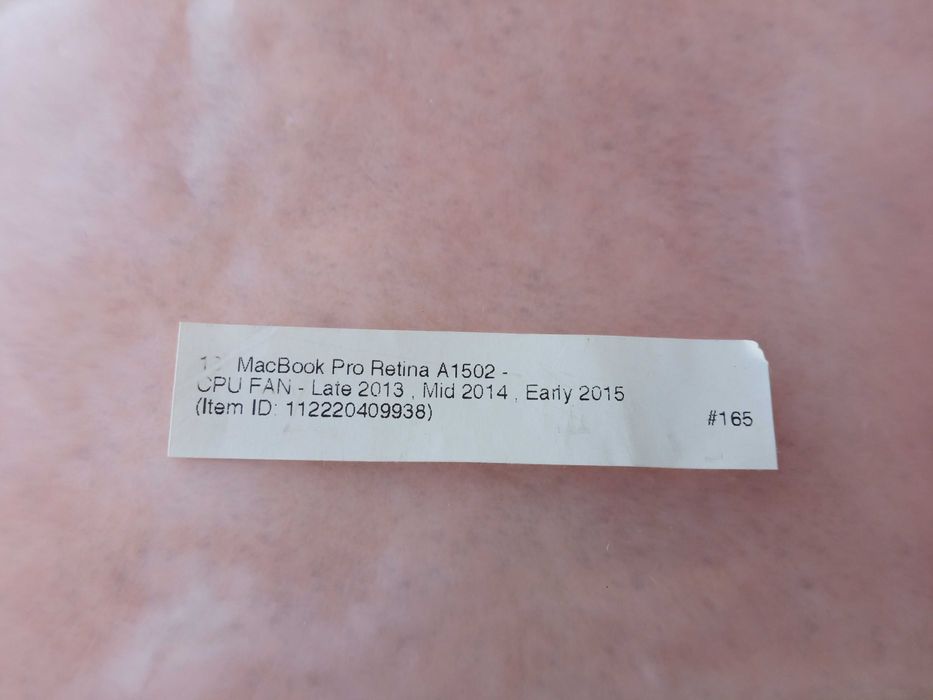 MacBook Pro Retina A1502 -
CPU FAN - Late 2013 , Mid 2014 , Early 2015
(Item ID: 112220409938)
#165